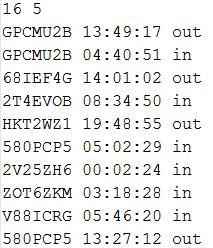 16 5
GPCMU2B 13:49:17 out
GPCMU2B 04:40:51 in
68IEF4G 14:01:02 out
2T4EVOB 08:34:50 in
HKT2WZ1 19:48:55 out
580PCP5 05:02:29 in
2V25ZH6 00:02:24 in
ZOT6ZKM 03:18:28 in
V88ICRG 05:46:20 in
580PCP5 13:27:12 out